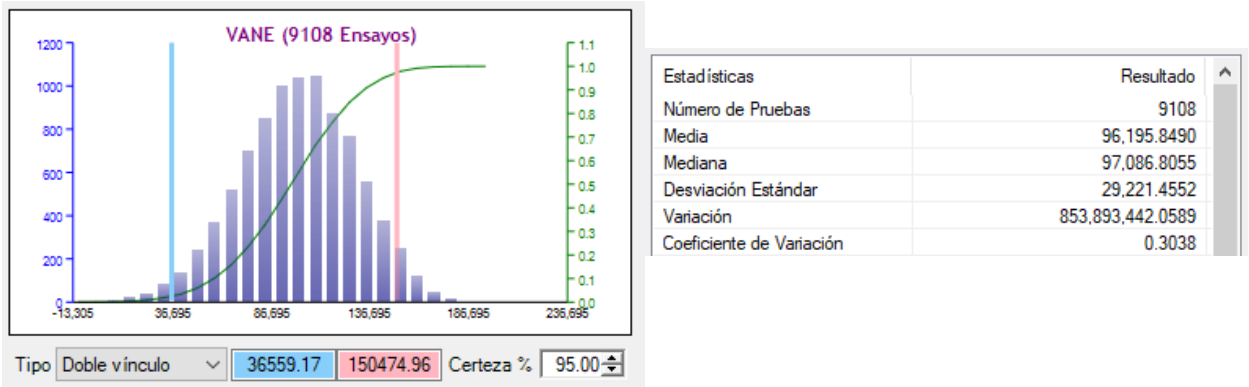 VANE (9108 Ensayos)
1200
1000
800
600
400
200
0
1.1
1.0
0.9
0.8
0.7
0.6
0.5
0.4
0.3
0.2
0.1
0.0
-13,305 36,695 86,695 136,695 186,695 236,695
Tipo Doble vínculo 36559.17 150474.96 Certeza % 95.00
Estadísticas Resultado
Número de Pruebas 9108
Media 96,195.8490
Mediana 97,086.8055
Desviación Estándar 29,221.4552
Variación 853,893,442.0589
Coeficiente de Variación 0.3038